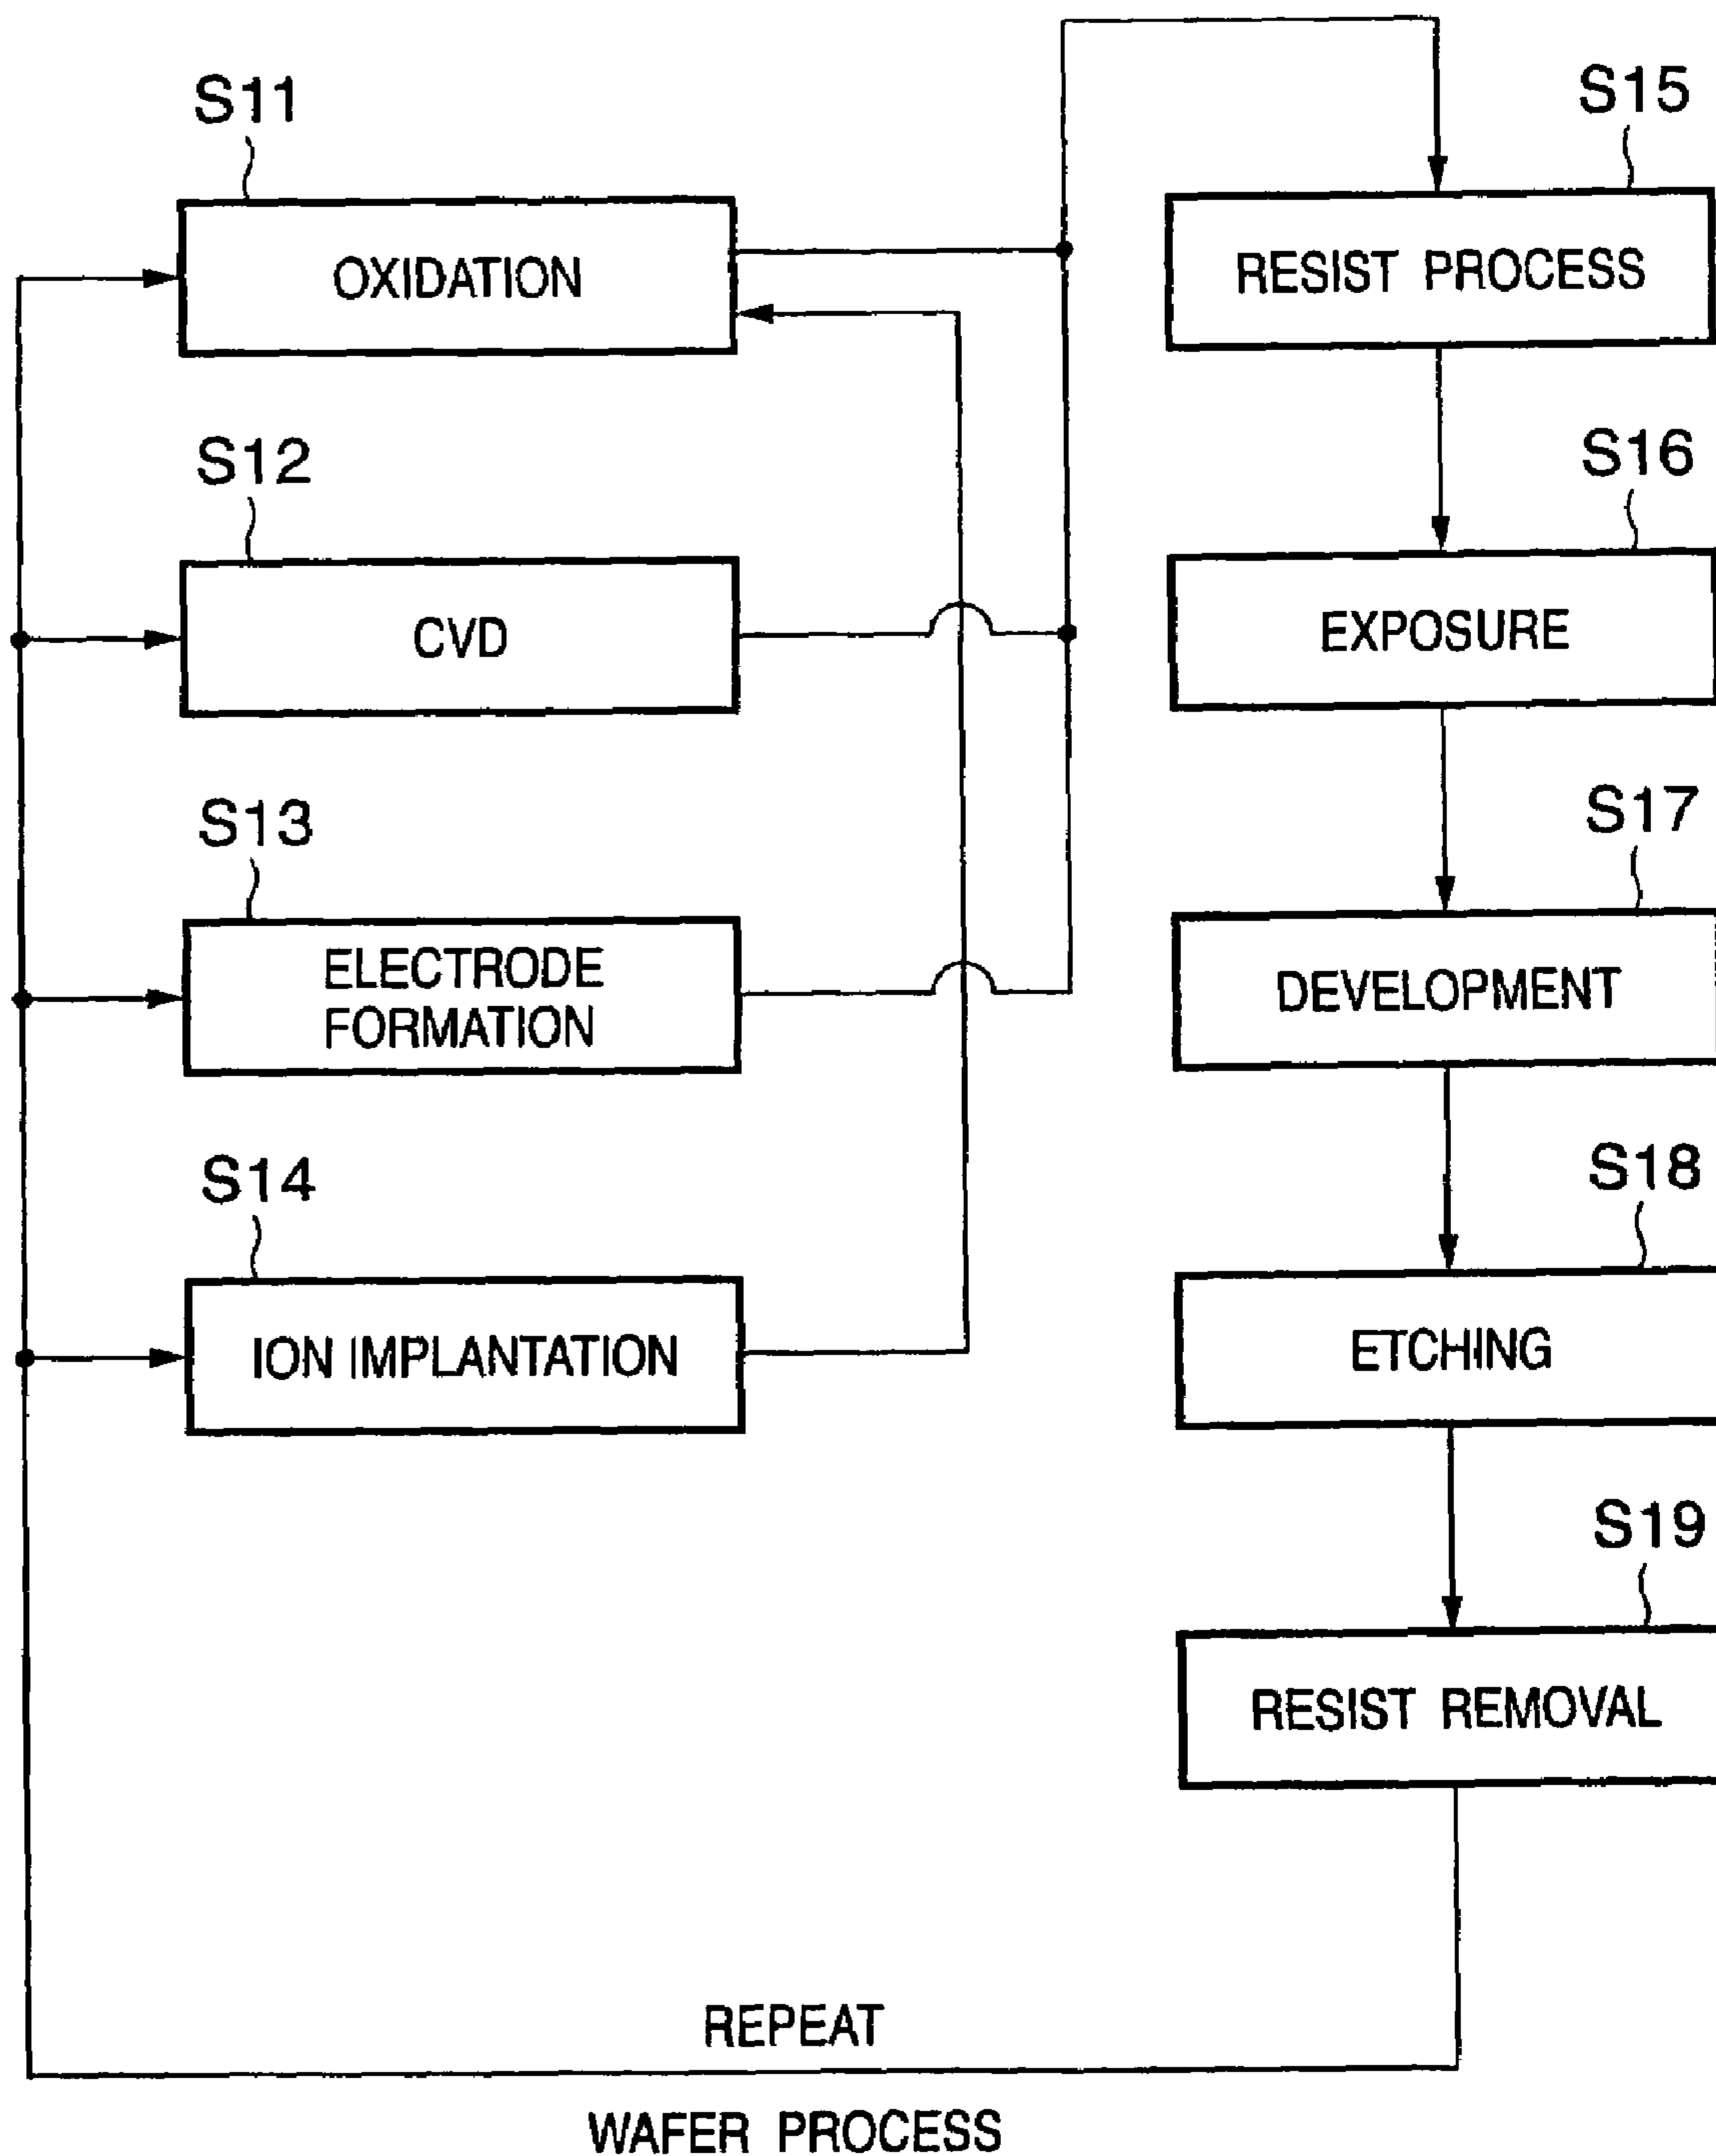 S11
OXIDATION
S12
CVD
S13
ELECTRODE
FORMATION
S14
ION IMPLANTATION
S15
RESIST PROCESS
S16
EXPOSURE
S17
DEVELOPMENT
S18
ETCHING
S19
RESIST REMOVAL
REPEAT
WAFER PROCESS